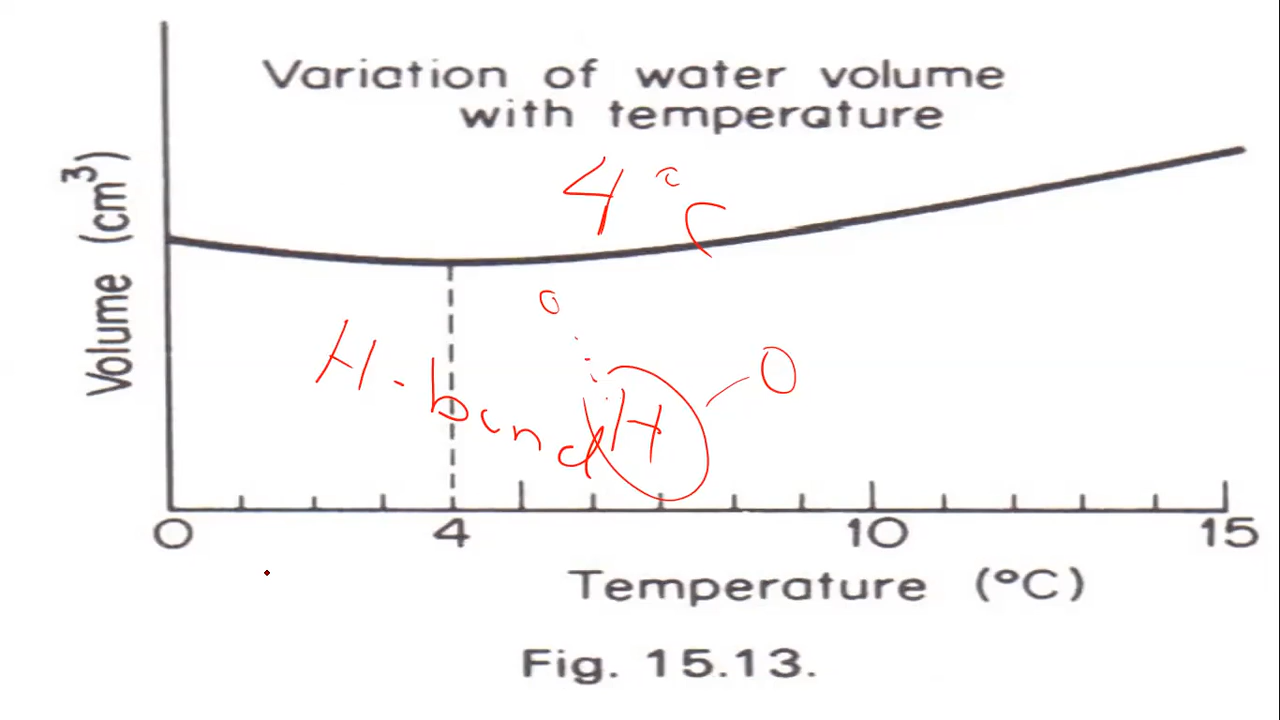 Variation of water volume
with temperature
Volume (cm³)
4°C
O
H-bond H-O
0 4 10 15
Temperature (°C)
Fig. 15.13.